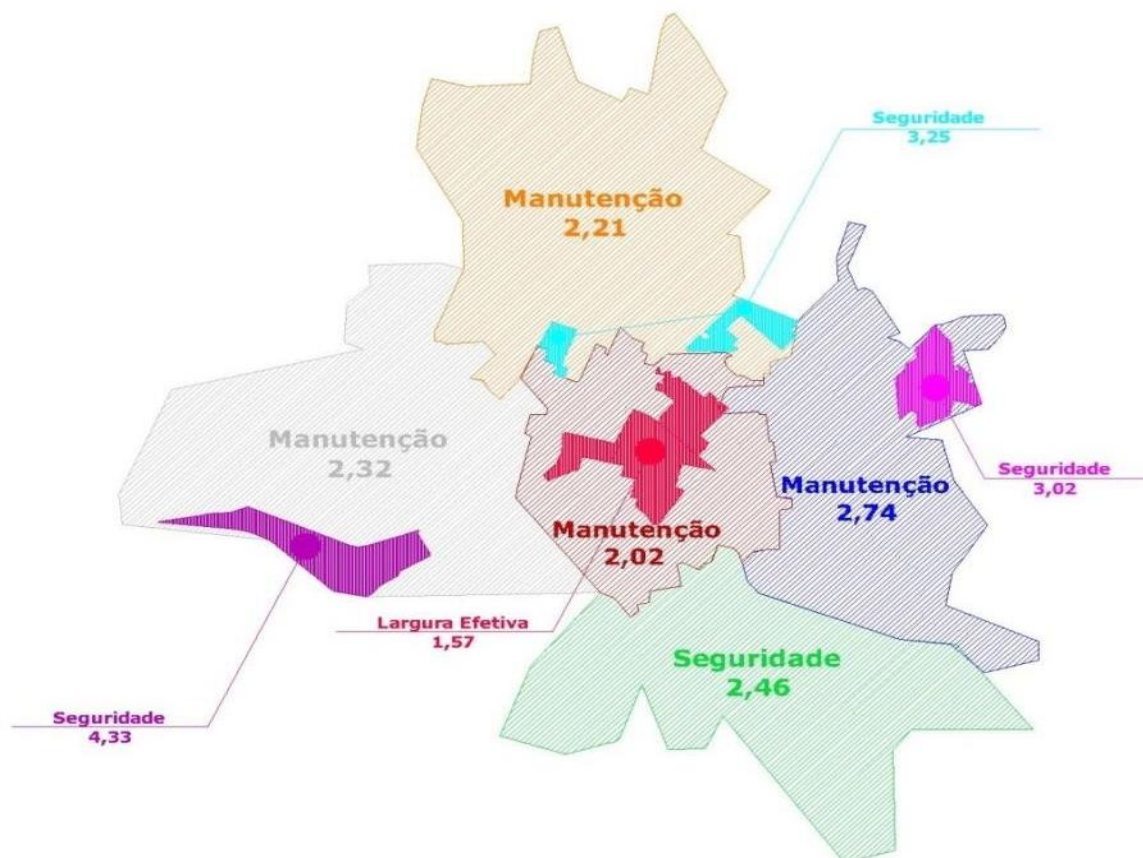 Seguridade
3,25
Manutenção
2,21
Manutenção
2,32
Seguridade
3,02
Manutenção
2,74
Manutenção
2,02
Largura Efetiva
1,57
Seguridade
2,46
Seguridade
4,33